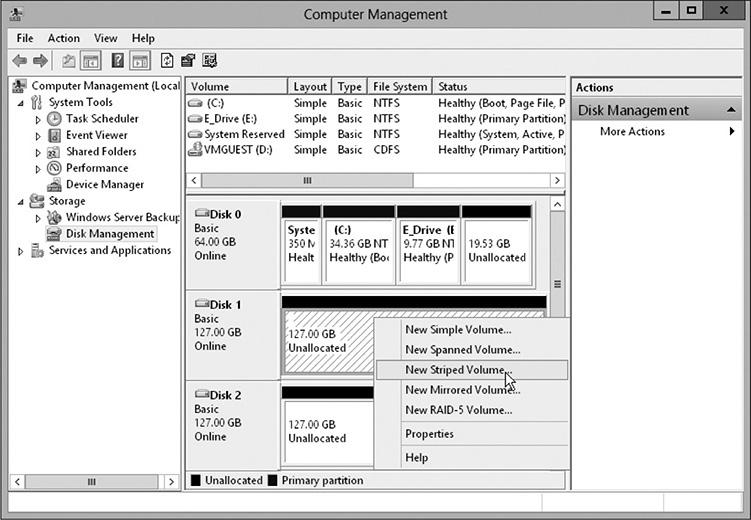 Computer Management
File Action View Help
Computer Management (Local
System Tools
Task Scheduler
Event Viewer
Shared Folders
Performance
Device Manager
Storage
Windows Server Backup
Disk Management
Services and Applications
Volume Layout Type File System Status
(C:) Simple Basic NTFS Healthy (Boot, Page File, P
E_Drive (E:) Simple Basic NTFS Healthy (Primary Partition)
System Reserved Simple Basic NTFS Healthy (System, Active, P
VMGUEST (D:) Simple Basic CDFS Healthy (Primary Partition)
Disk 0
Basic
64.00 GB
Online
Syste
350 M
Healt
(C:)
34.36 GB NT
Healthy (Boo
E_Drive (E
9.77 GB NT
Healthy (P
19.53 GB
Unallocated
Disk 1
Basic
127.00 GB
Online
127.00 GB
Unallocated
Disk 2
Basic
127.00 GB
Online
127.00 GB
Unallocated
New Simple Volume...
New Spanned Volume...
New Striped Volume...
New Mirrored Volume...
New RAID-5 Volume...
Properties
Help
Unallocated Primary partition
Actions
Disk Management
More Actions